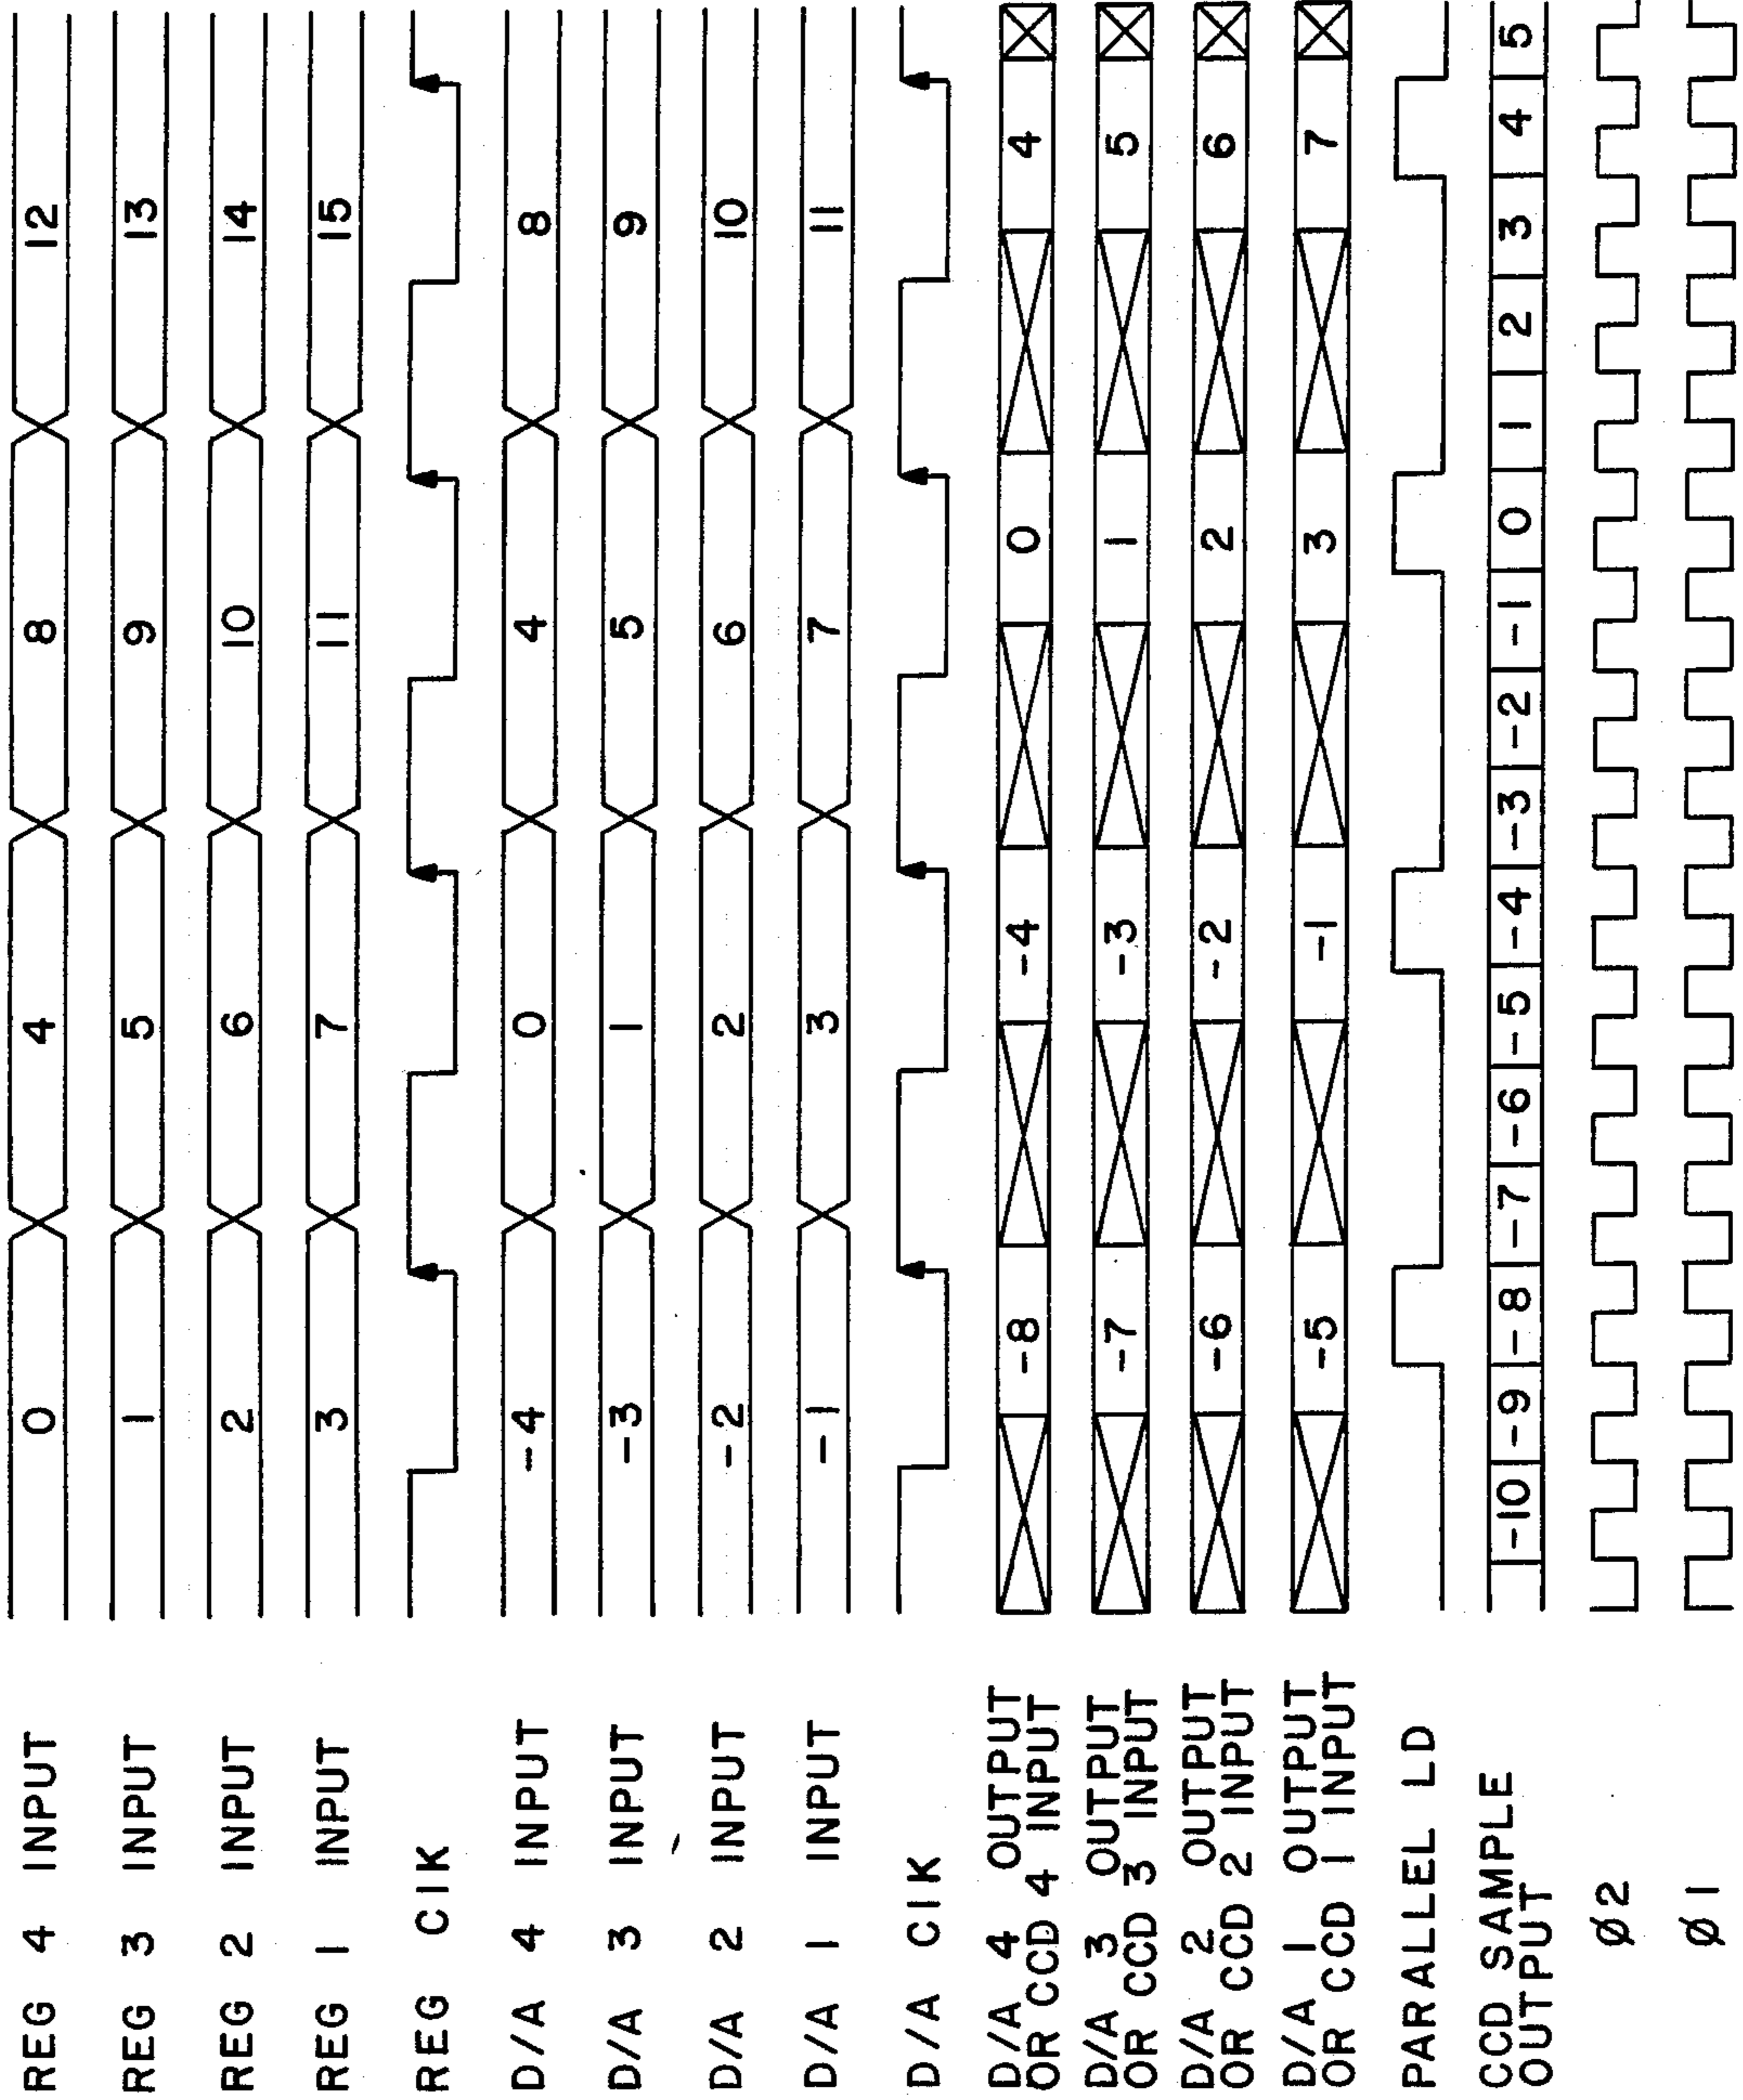 REG 4 INPUT 0 4 8 12
REG 3 INPUT 1 5 9 13
REG 2 INPUT 2 6 10 14
REG 1 INPUT 3 7 11 15
REG ClK
D/A 4 INPUT -4 0 4 8
D/A 3 INPUT -3 1 5 9
D/A 2 INPUT -2 2 6 10
D/A 1 INPUT -1 3 7 11
D/A ClK
D/A 4 OUTPUT
OR CCD 4 INPUT -8 -4 0 4
D/A 3 OUTPUT
OR CCD 3 INPUT -7 -3 1 5
D/A 2 OUTPUT
OR CCD 2 INPUT -6 -2 2 6
D/A 1 OUTPUT
OR CCD 1 INPUT -5 -1 3 7
PARALLEL LD
CCD SAMPLE
OUTPUT -10 -9 -8 -7 -6 -5 -4 -3 -2 -1 0 1 2 3 4 5
Ø2
Ø1